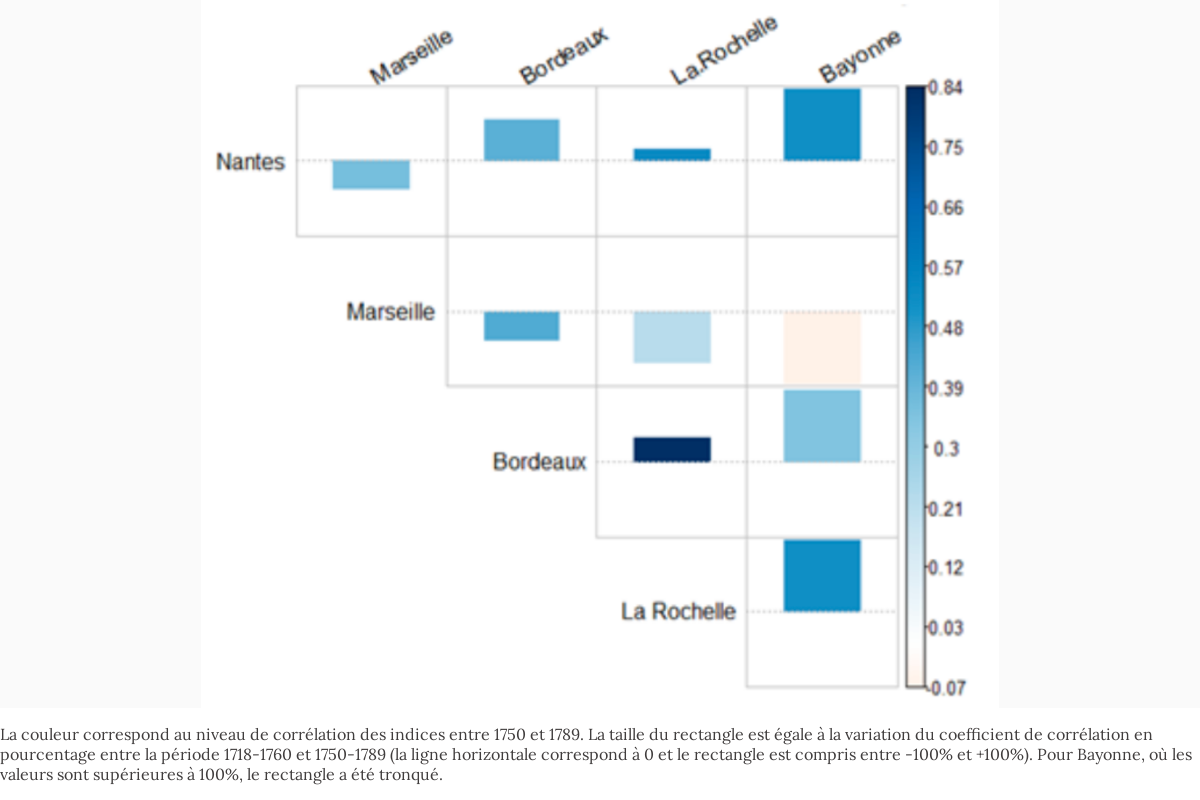 Marseille Bordeaux La.Rochelle Bayonne
Nantes
Marseille
Bordeaux
La Rochelle
0.84
0.75
0.66
0.57
0.48
0.39
0.3
0.21
0.12
0.03
-0.07
La couleur correspond au niveau de corrélation des indices entre 1750 et 1789. La taille du rectangle est égale à la variation du coefficient de corrélation en
pourcentage entre la période 1718-1760 et 1750-1789 (la ligne horizontale correspond à 0 et le rectangle est compris entre -100% et +100%). Pour Bayonne, où les
valeurs sont supérieures à 100%, le rectangle a été tronqué.